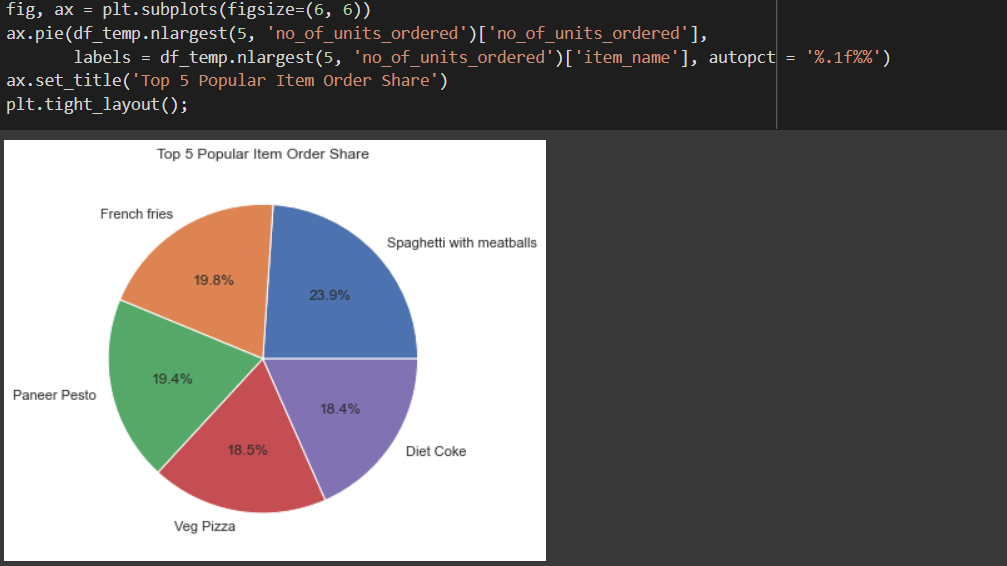 fig, ax = plt.subplots(figsize=(6, 6))
ax.pie(df_temp.nlargest(5, 'no_of_units_ordered')['no_of_units_ordered'],
labels = df_temp.nlargest(5, 'no_of_units_ordered')['item_name'], autopct = '%.1f%%')
ax.set_title('Top 5 Popular Item Order Share')
plt.tight_layout();
Top 5 Popular Item Order Share
French fries
Spaghetti with meatballs
19.8%
23.9%
19.4%
Paneer Pesto
18.4%
18.5%
Diet Coke
Veg Pizza